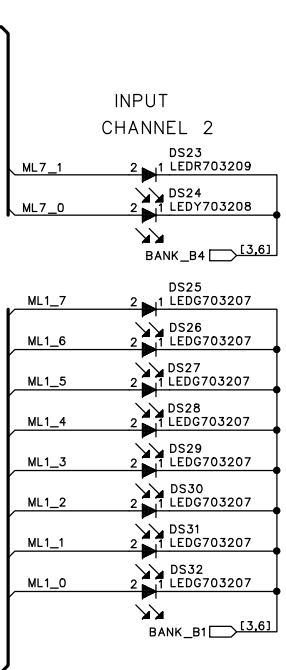 INPUT
CHANNEL 2
DS23
ML7_1 2 1 LEDR703209
DS24
ML7_0 2 1 LEDY703208
BANK_B4 [3,6]
DS25
ML1_7 2 1 LEDG703207
DS26
ML1_6 2 1 LEDG703207
DS27
ML1_5 2 1 LEDG703207
DS28
ML1_4 2 1 LEDG703207
DS29
ML1_3 2 1 LEDG703207
DS30
ML1_2 2 1 LEDG703207
DS31
ML1_1 2 1 LEDG703207
DS32
ML1_0 2 1 LEDG703207
BANK_B1 [3,6]